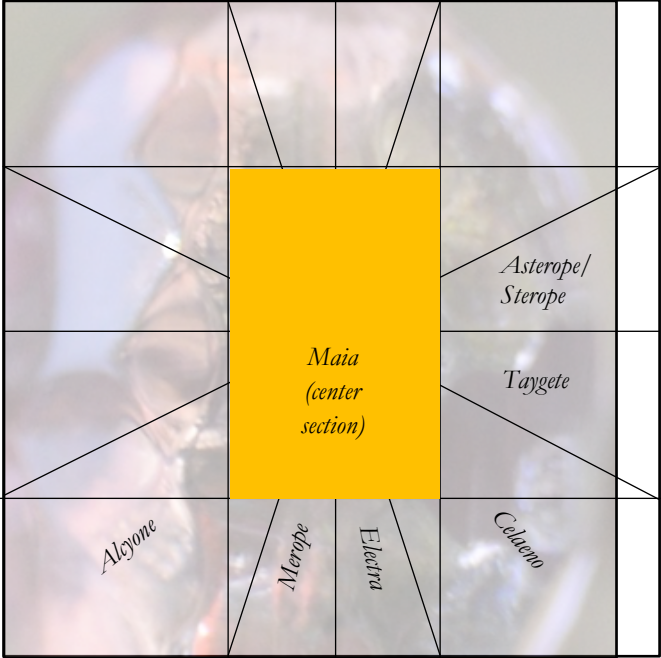 Asterope/
Sterope
Maia
(center
section)
Taygete
Alcyone
Merope
Electra
Celaeno